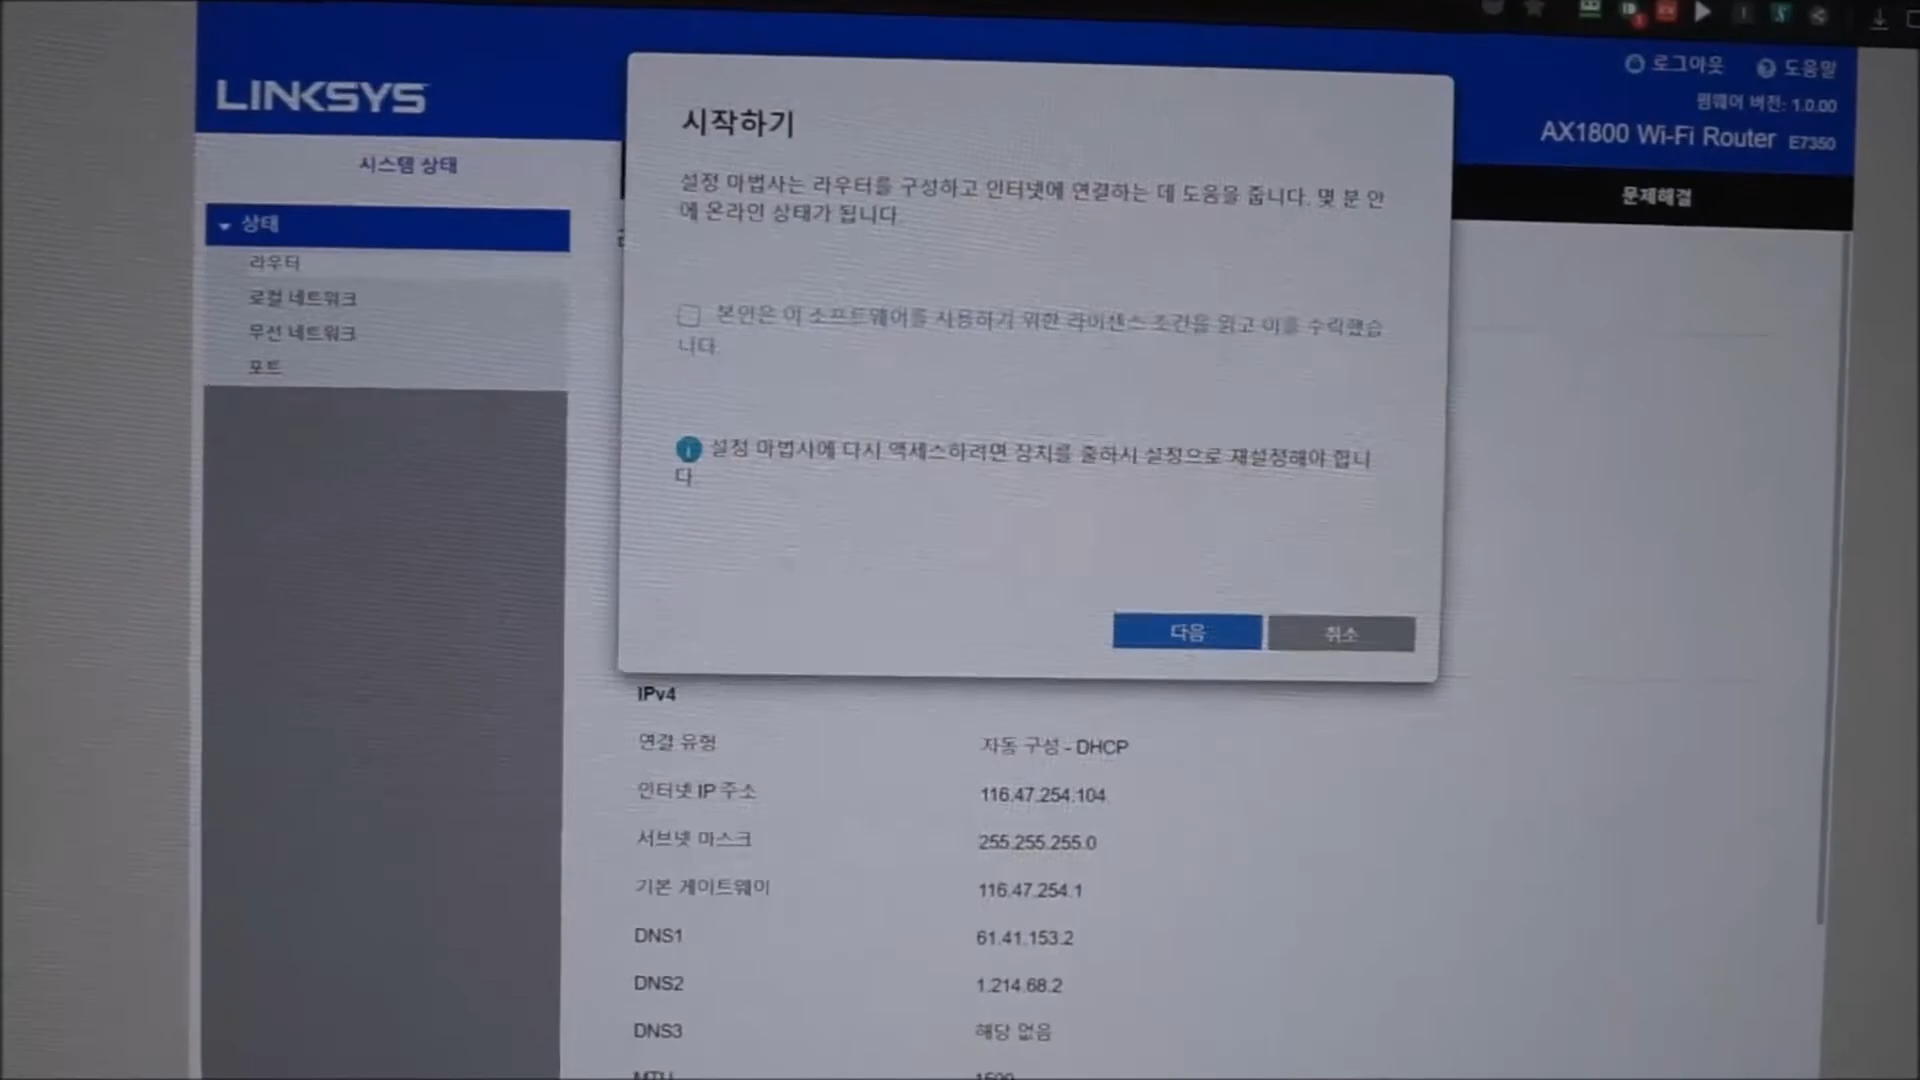 로그아웃 도움말
LINKSYS
펌웨어 버전: 1.0.00
AX1800 Wi-Fi Router E7350
시스템 상태
문제해결
상태
라우터
로컬 네트워크
무선 네트워크
포트
시작하기
설정 마법사는 라우터를 구성하고 인터넷에 연결하는 데 도움을 줍니다. 몇 분 안
에 온라인 상태가 됩니다.
본인은 이 소프트웨어를 사용하기 위한 라이센스 조건을 읽고 이를 수락했습
니다.
설정 마법사에 다시 액세스하려면 장치를 출하시 설정으로 재설정해야 합니
다
다음 취소
IPv4
연결 유형 자동 구성 - DHCP
인터넷 IP 주소 116.47.254.104
서브넷 마스크 255.255.255.0
기본 게이트웨이 116.47.254.1
DNS1 61.41.153.2
DNS2 1.214.68.2
DNS3 해당 없음
MTU 1500